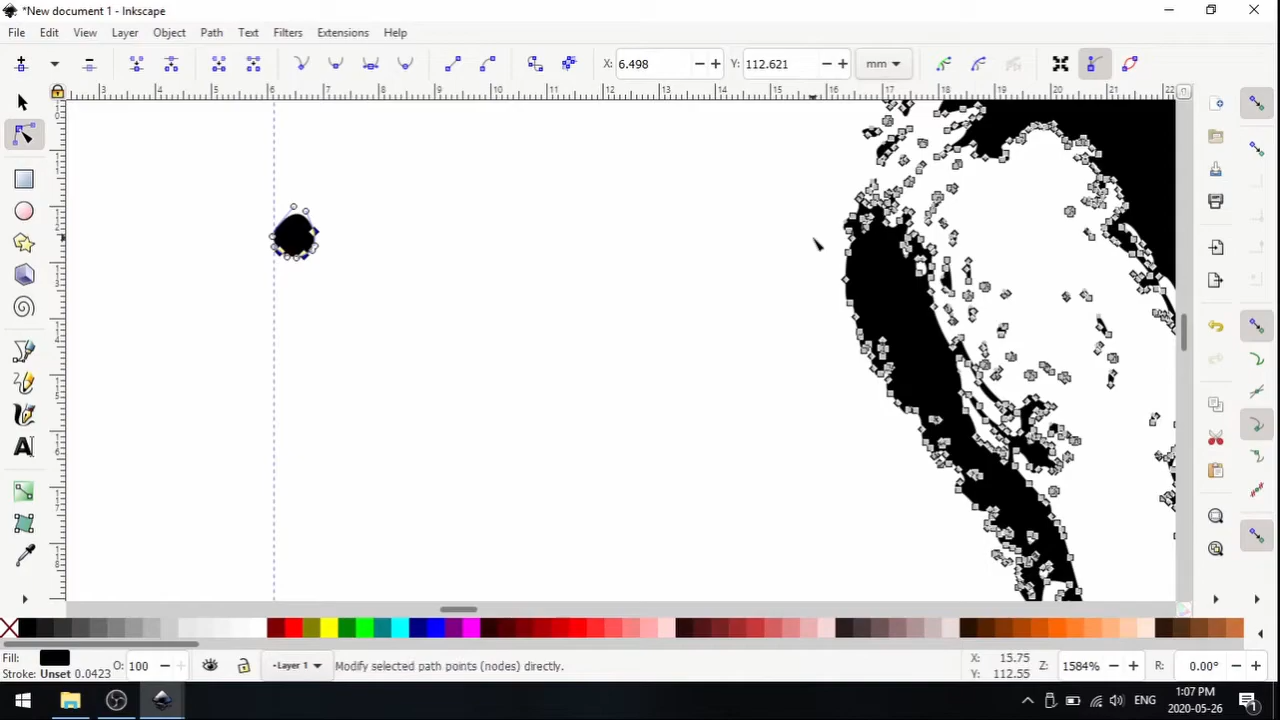 *New document 1 - Inkscape
File Edit View Layer Object Path Text Filters Extensions Help
X: 6.498 Y: 112.621 mm
3 4 5 6 7 8 9 10 11 12 13 14 15 16 17 18 19 20 21 22
Fill: O: 100 Layer 1 Modify selected path points (nodes) directly. X: 15.75 Z: 1584% R: 0.00°
Stroke: Unset 0.0423 Y: 112.55
ENG 1:07 PM
2020-05-26